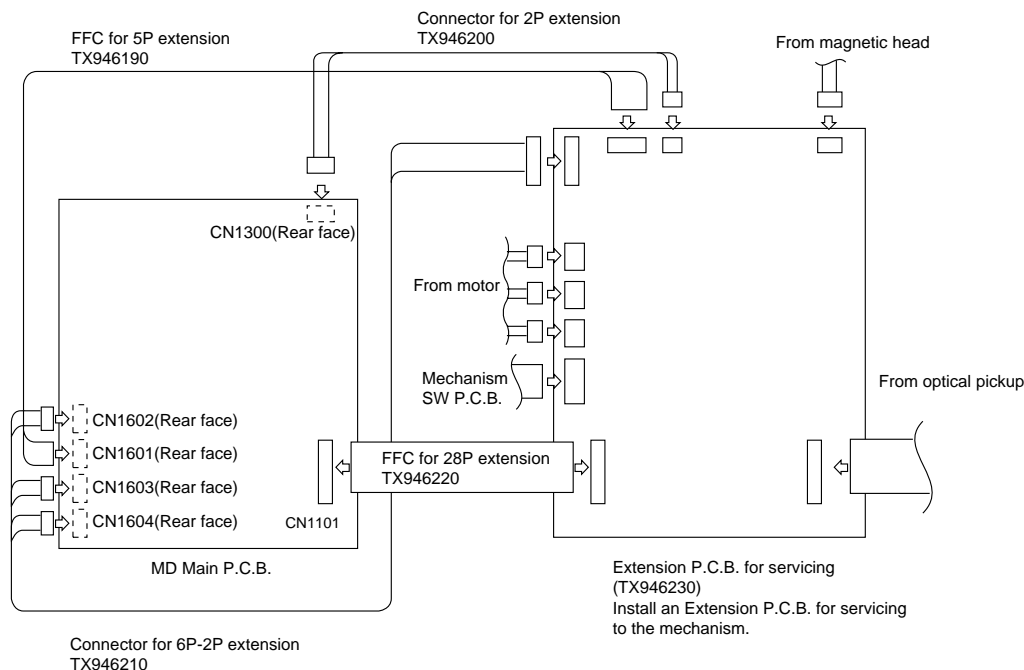 Connector for 2P extension
TX946200
FFC for 5P extension
TX946190
From magnetic head
CN1300(Rear face)
From motor
Mechanism
SW P.C.B.
From optical pickup
CN1602(Rear face)
CN1601(Rear face)
CN1603(Rear face)
CN1604(Rear face)
FFC for 28P extension
TX946220
CN1101
MD Main P.C.B.
Extension P.C.B. for servicing
(TX946230)
Install an Extension P.C.B. for servicing
to the mechanism.
Connector for 6P-2P extension
TX946210